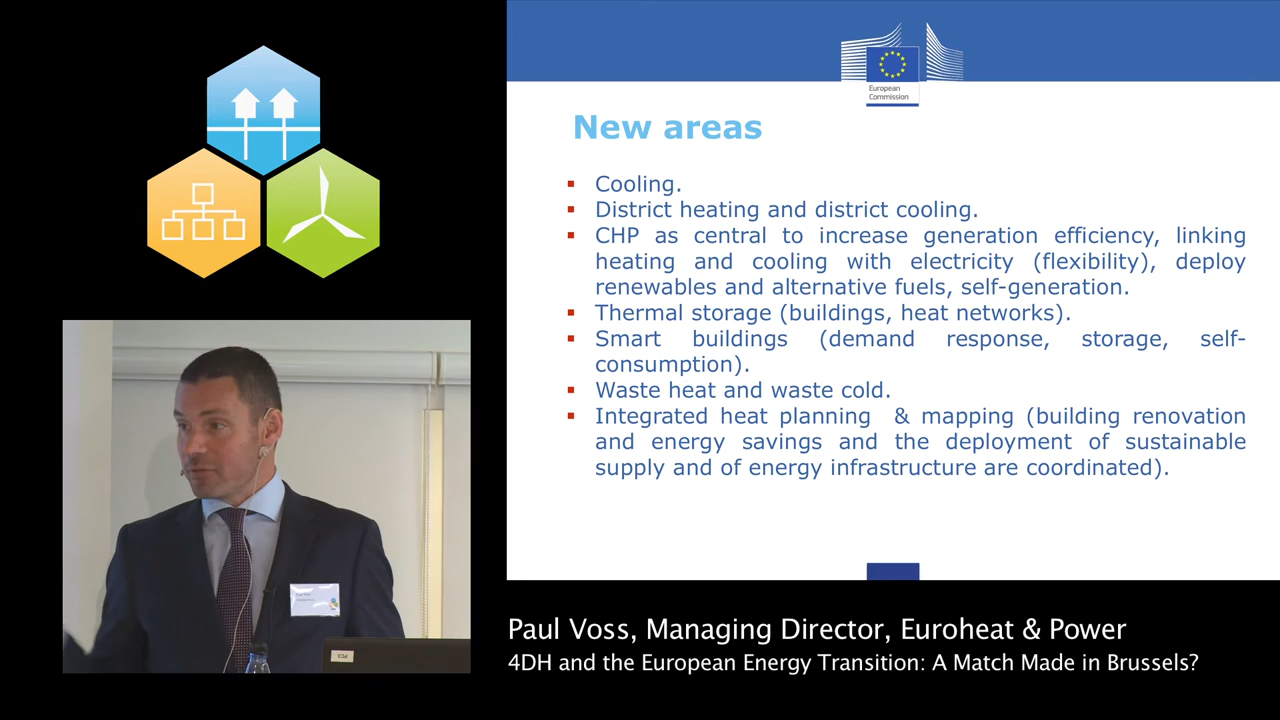 European
Commission
New areas
Cooling.
District heating and district cooling.
CHP as central to increase generation efficiency, linking
heating and cooling with electricity (flexibility), deploy
renewables and alternative fuels, self-generation.
Thermal storage (buildings, heat networks).
Smart buildings (demand response, storage, self-
consumption).
Waste heat and waste cold.
Integrated heat planning & mapping (building renovation
and energy savings and the deployment of sustainable
supply and of energy infrastructure are coordinated).
Paul Voss, Managing Director, Euroheat & Power
4DH and the European Energy Transition: A Match Made in Brussels?